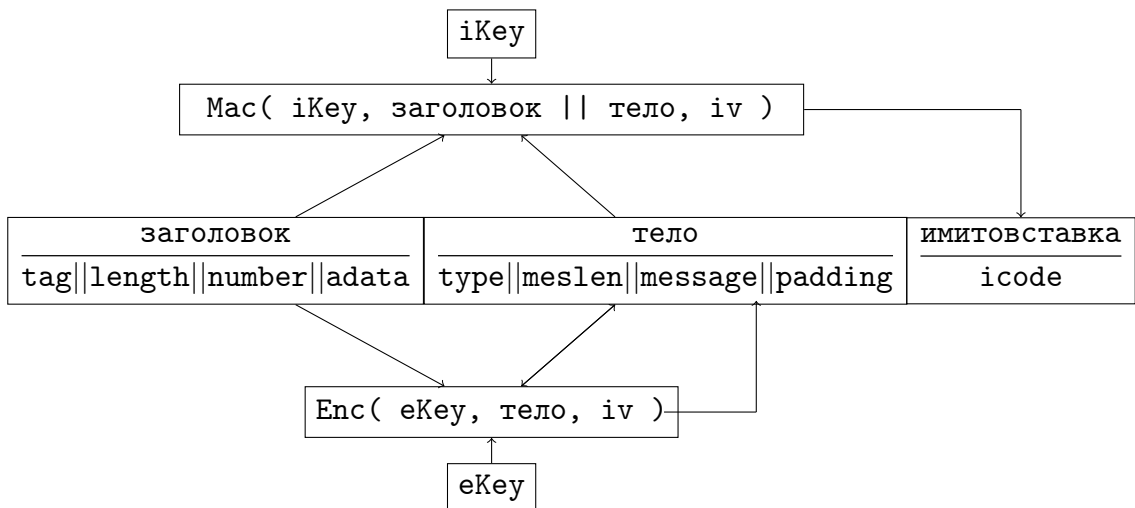 iKey
Mac( iKey, заголовок || тело, iv )
заголовок тело имитовставка
tag||length||number||adata type||meslen||message||padding icode
Enc( eKey, тело, iv )
eKey